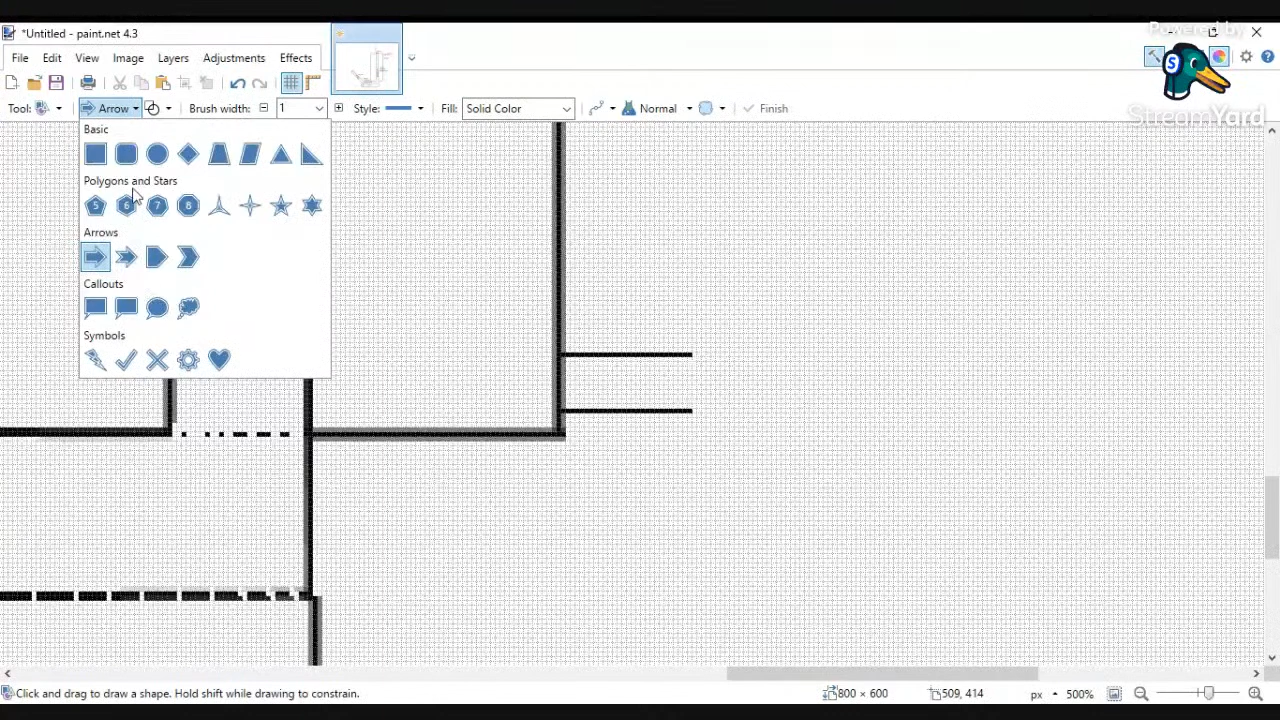 *Untitled - paint.net 4.3
Powered by
File Edit View Image Layers Adjustments Effects
S
StreamYard
Tool: Arrow Brush width: 1 Style: Fill: Solid Color Normal Finish
Basic
Polygons and Stars
5 6 7 8
Arrows
Callouts
Symbols
Click and drag to draw a shape. Hold shift while drawing to constrain. 800 × 600 509, 414 px 500%